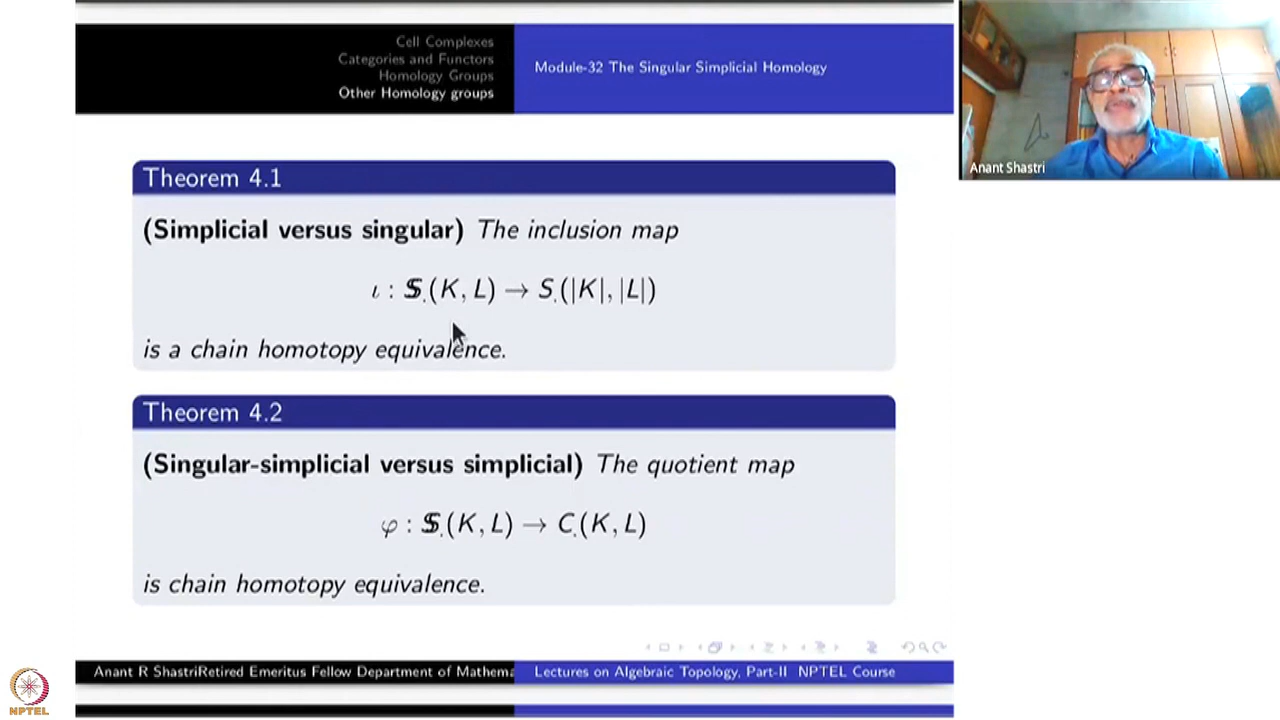 Cell Complexes
Categories and Functors
Homology Groups
Other Homology groups
Module-32 The Singular Simplicial Homology
Anant Shastri
Theorem 4.1
(Simplicial versus singular) The inclusion map
ι : 𝕊.(K, L) → S.(|K|, |L|)
is a chain homotopy equivalence.
Theorem 4.2
(Singular-simplicial versus simplicial) The quotient map
φ : 𝕊.(K, L) → C.(K, L)
is chain homotopy equivalence.
Anant R ShastriRetired Emeritus Fellow Department of Mathema
Lectures on Algebraic Topology, Part-II NPTEL Course
NPTEL